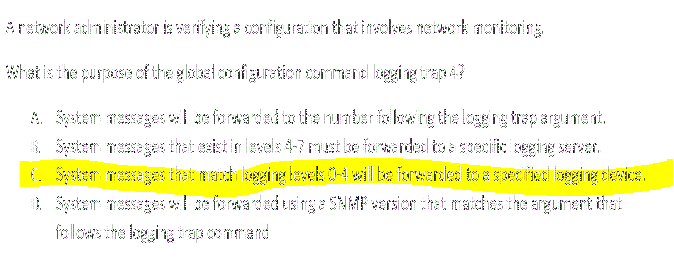 A network administrator is verifying a configuration that involves network monitoring.
What is the purpose of the global configuration command logging trap 4?
A. System messages will be forwarded to the number following the logging trap argument.
B. System messages that exist in levels 4-7 must be forwarded to a specific logging server.
C. System messages that match logging levels 0-4 will be forwarded to a specified logging device.
D. System messages will be forwarded using a SNMP version that matches the argument that
follows the logging trap command